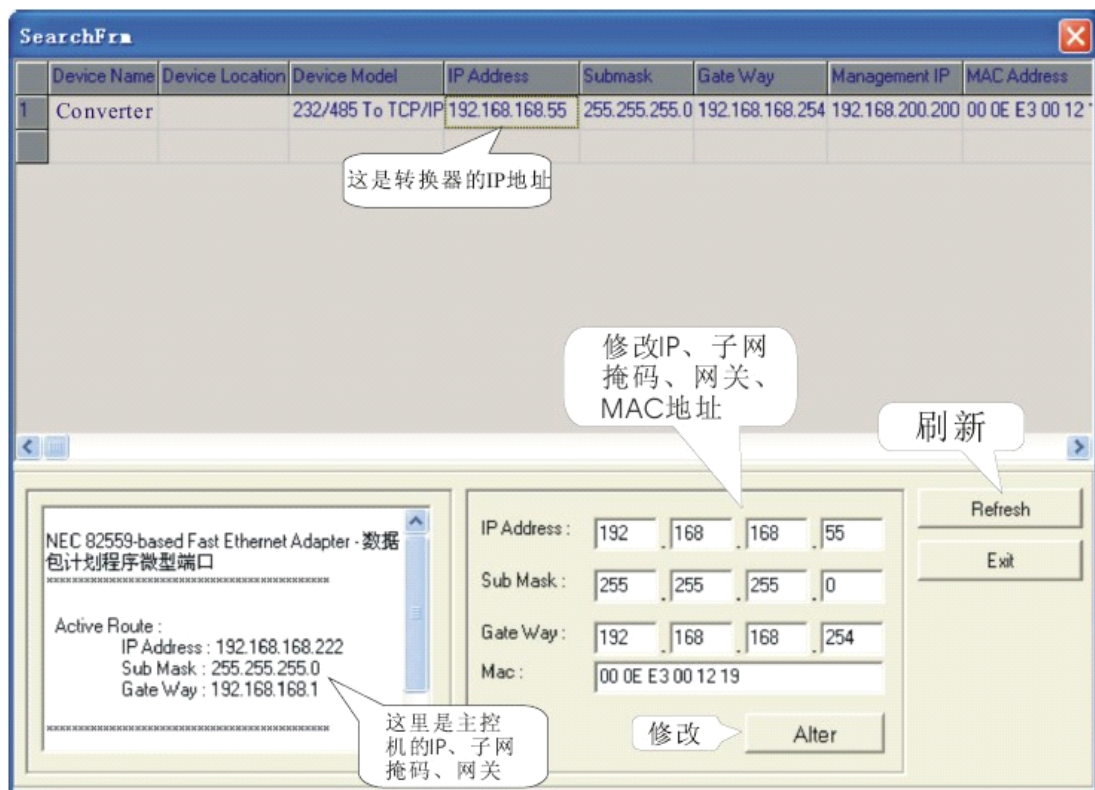 SearchFrm
Device Name Device Location Device Model IP Address Submask Gate Way Management IP MAC Address
1 Converter 232/485 To TCP/IP 192.168.168.55 255.255.255.0 192.168.168.254 192.168.200.200 00 0E E3 00 12
这是转换器的IP地址
修改IP、子网
掩码、网关、
MAC地址
刷新
NEC 82559-based Fast Ethernet Adapter - 数据
包计划程序微型端口
Active Route :
IP Address : 192.168.168.222
Sub Mask : 255.255.255.0
Gate Way : 192.168.168.1
这里是主控
机的IP、子网
掩码、网关
IP Address : 192 . 168 . 168 . 55
Sub Mask : 255 . 255 . 255 . 0
Gate Way : 192 . 168 . 168 . 254
Mac : 00 0E E3 00 12 19
修改 Alter
Refresh
Exit